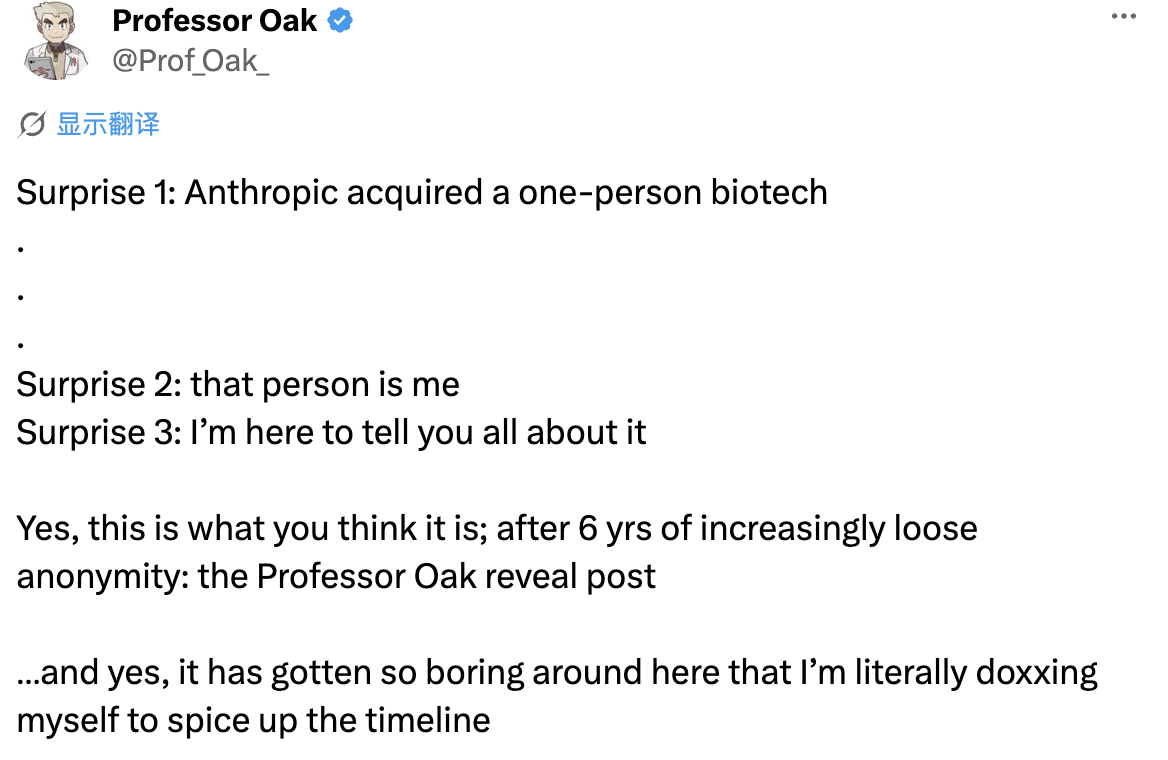 Professor Oak
@Prof_Oak_
显示翻译
Surprise 1: Anthropic acquired a one-person biotech
.
.
.
Surprise 2: that person is me
Surprise 3: I’m here to tell you all about it
Yes, this is what you think it is; after 6 yrs of increasingly loose
anonymity: the Professor Oak reveal post
...and yes, it has gotten so boring around here that I’m literally doxxing
myself to spice up the timeline